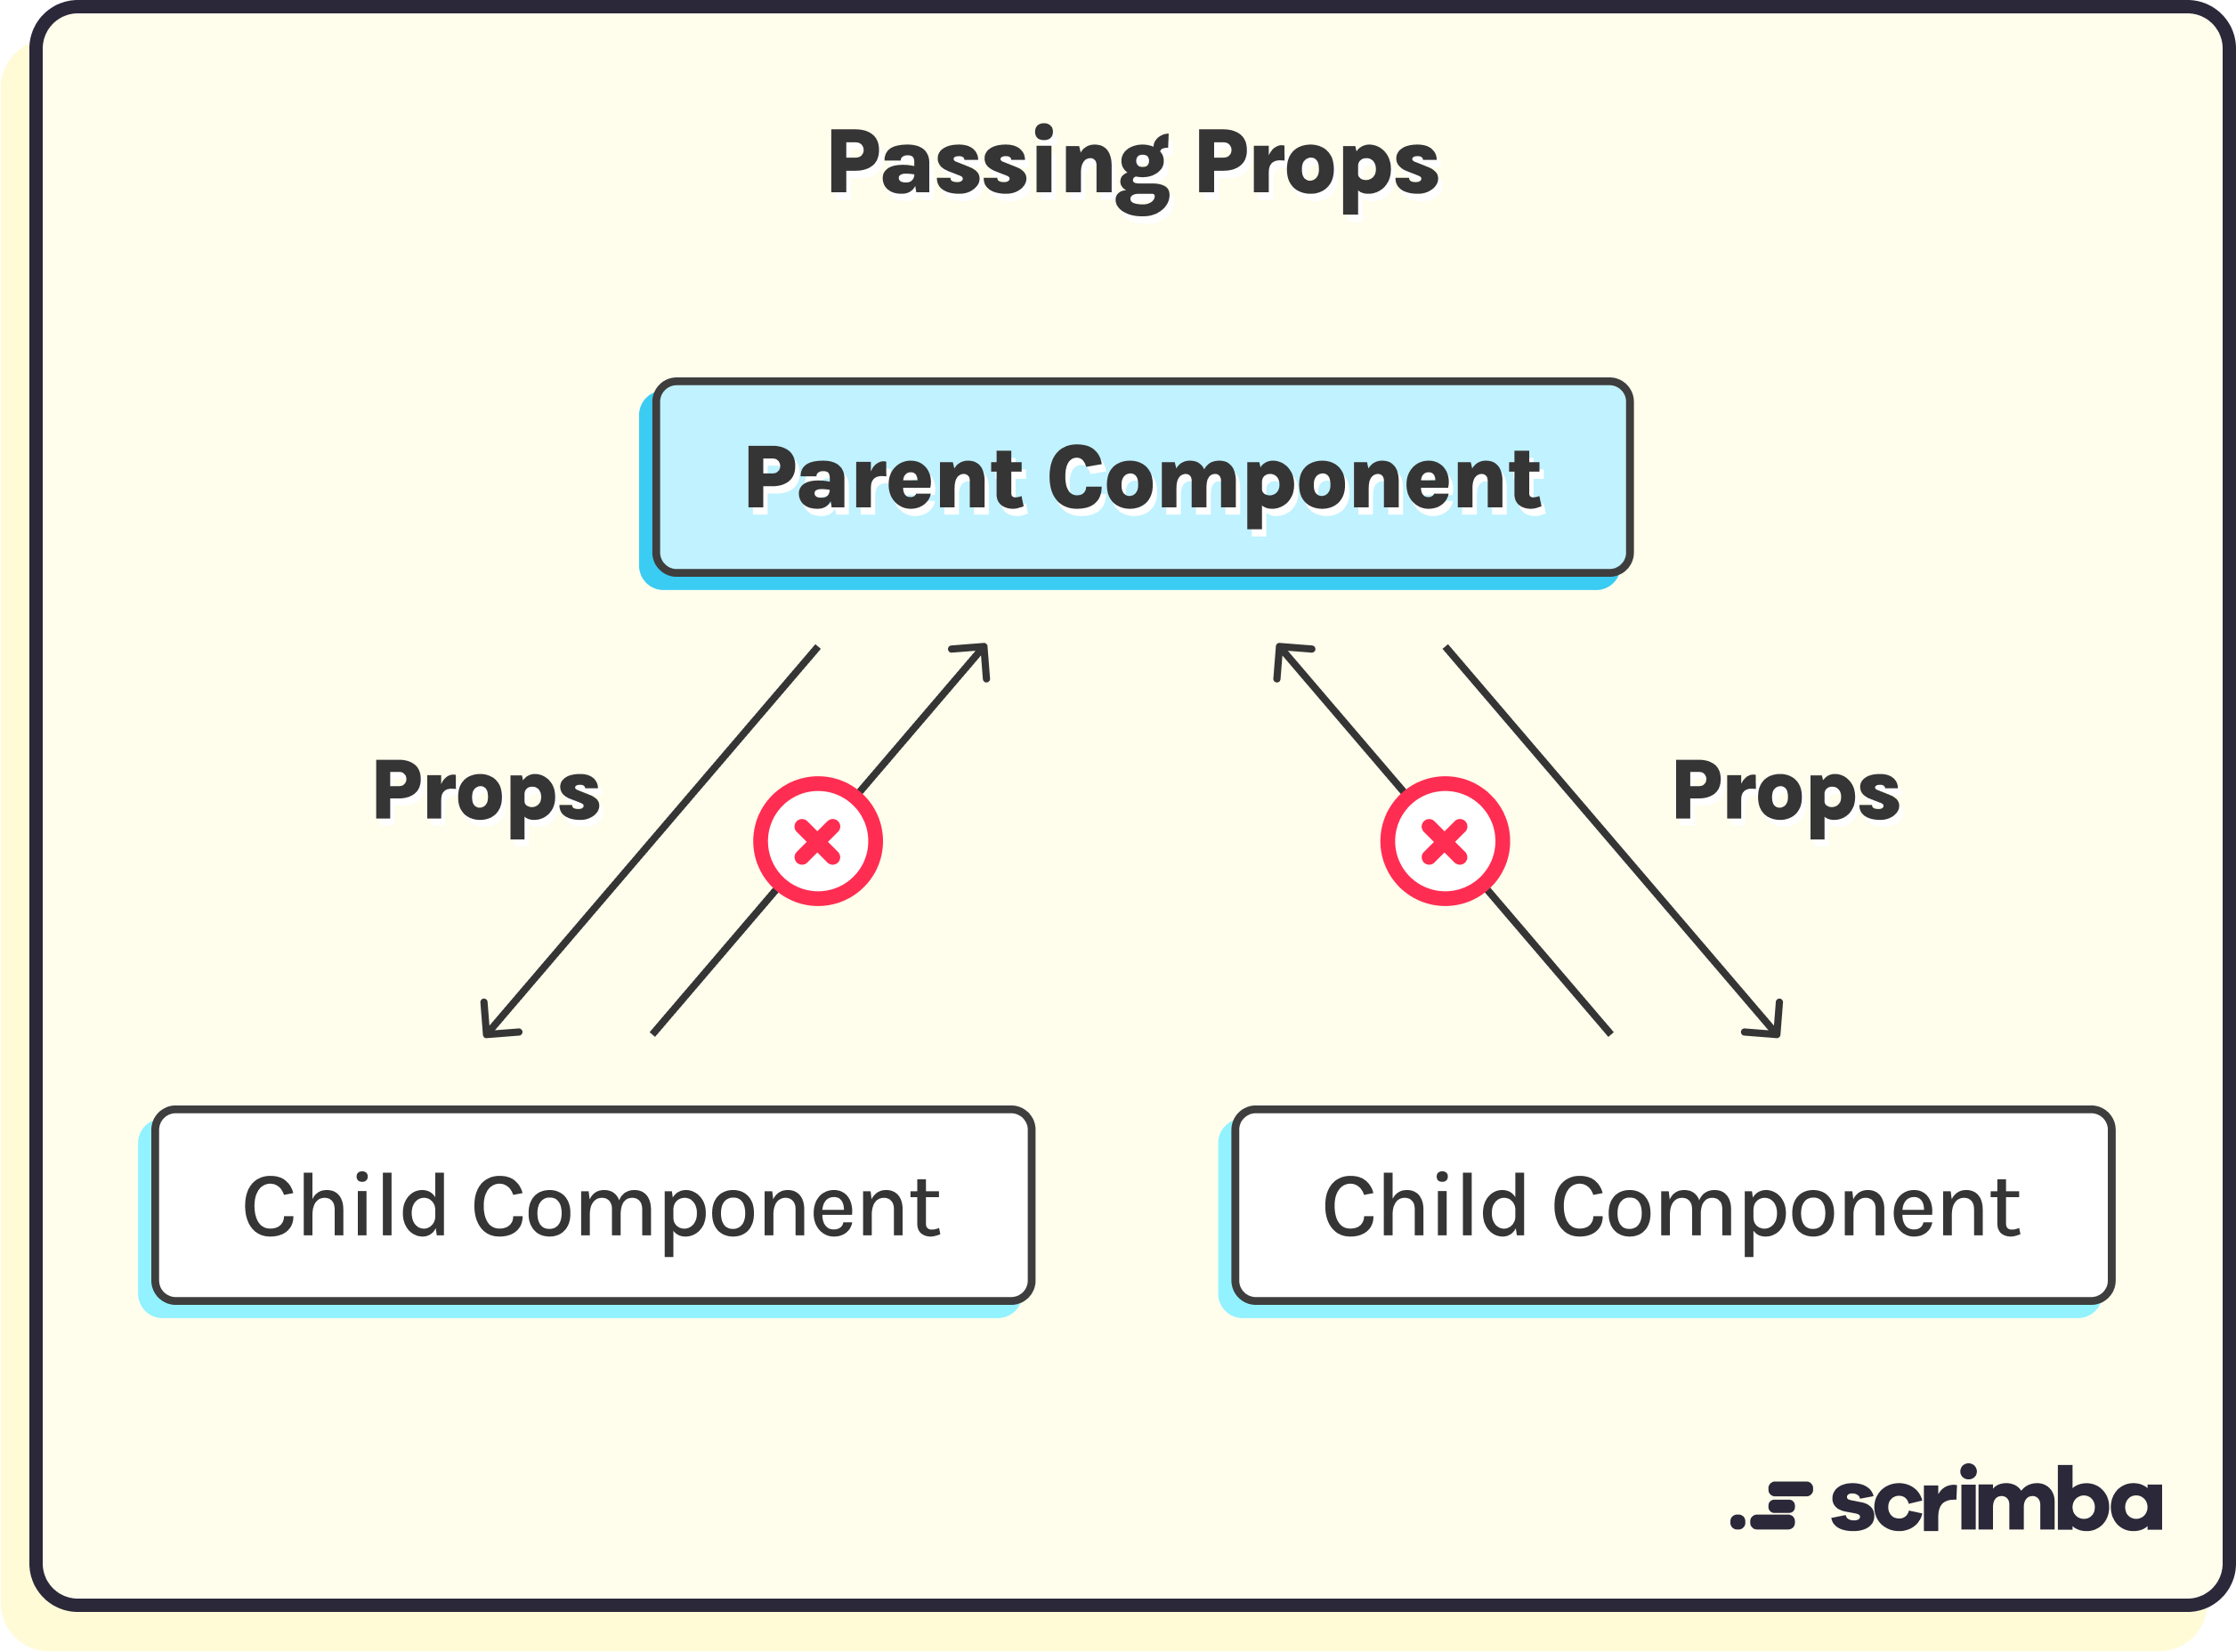 Passing Props
Parent Component
Props
Props
Child Component
Child Component
scrimba